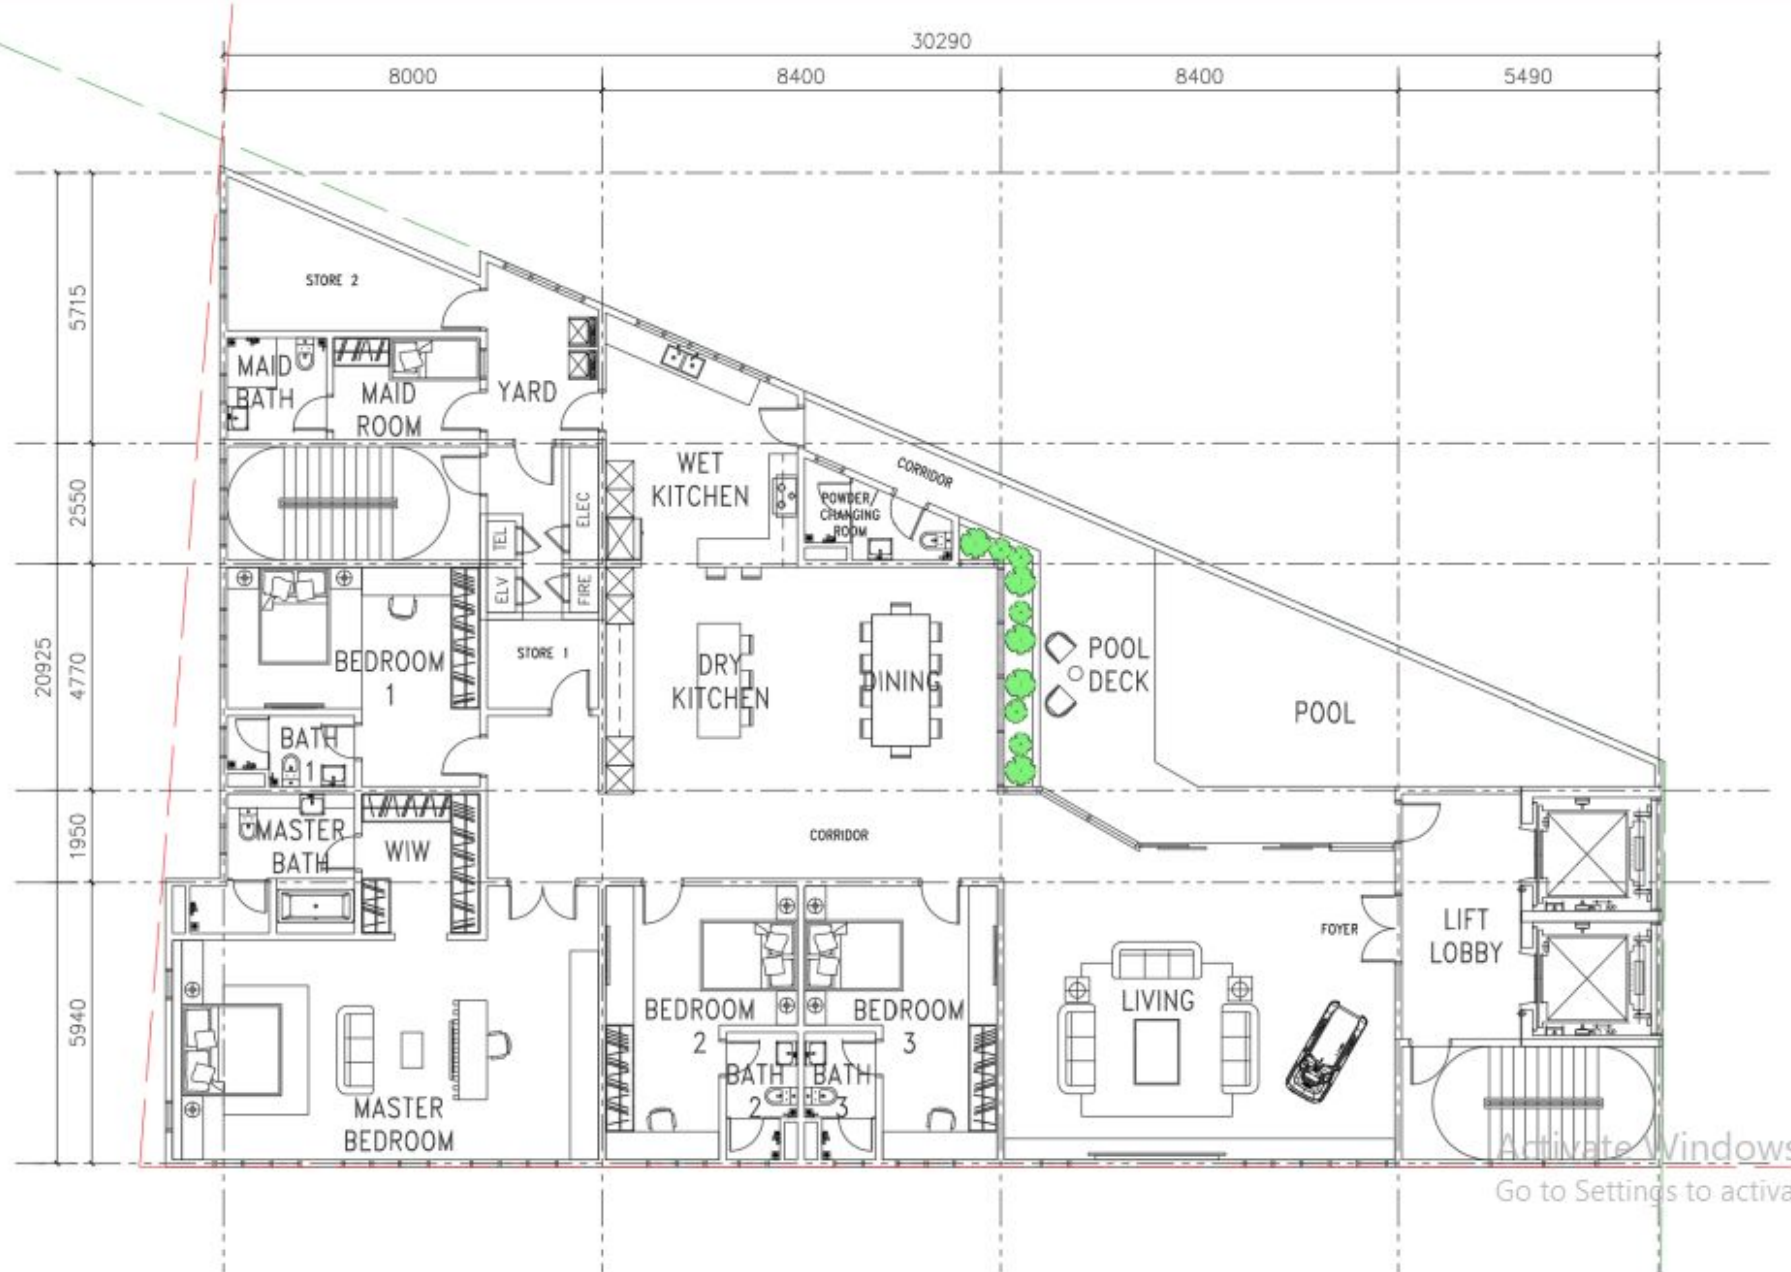 30290
8000
8400
8400
5490
5715
2550
20925
4770
1950
5940
STORE 2
MAID
BATH
MAID
ROOM
YARD
WET
KITCHEN
CORRIDOR
POWDER/
CHANGING
ROOM
TEL
ELEC
ELV
FIRE
BEDROOM
1
STORE 1
DRY
KITCHEN
DINING
POOL
DECK
POOL
BATH
1
MASTER
BATH
WIW
CORRIDOR
FOYER
LIFT
LOBBY
LIVING
BEDROOM
2
BEDROOM
3
BATH
2
BATH
3
MASTER
BEDROOM
Activate Windows
Go to Settings to activa